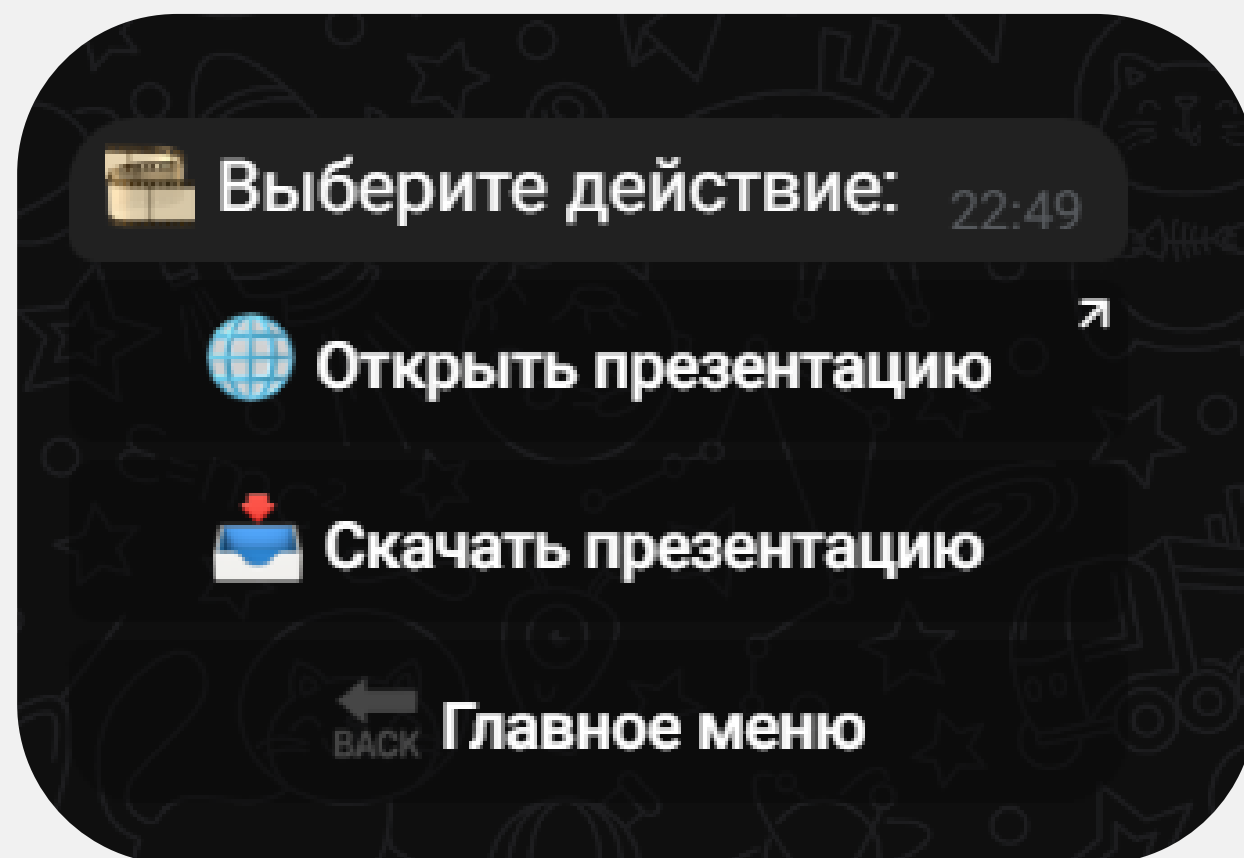 Выберите действие: 22:49
Открыть презентацию
Скачать презентацию
BACK Главное меню